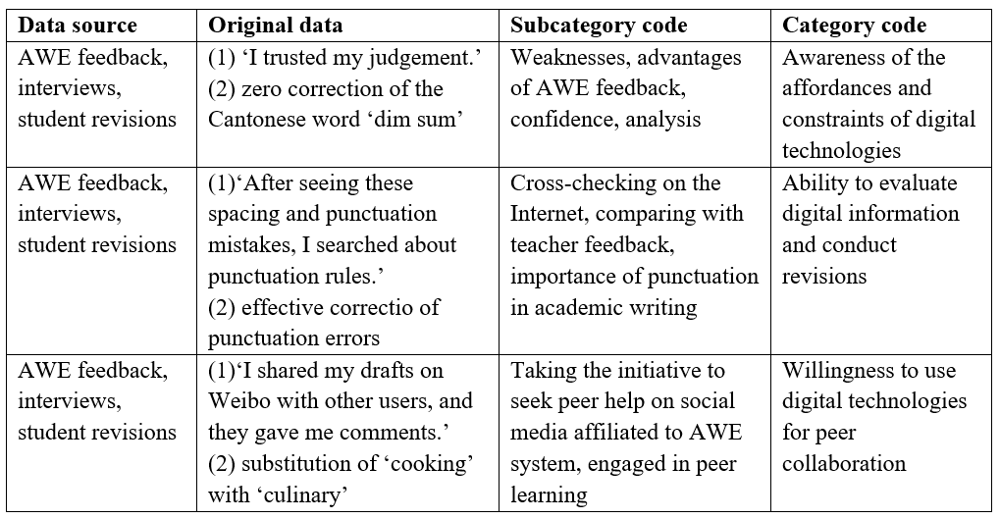 Data source
Original data
Subcategory code
Category code
AWE feedback,
interviews,
student revisions
(1) ‘I trusted my judgement.’
(2) zero correction of the
Cantonese word ‘dim sum’
Weaknesses, advantages
of AWE feedback,
confidence, analysis
Awareness of the
affordances and
constraints of digital
technologies
AWE feedback,
interviews,
student revisions
(1)‘After seeing these
spacing and punctuation
mistakes, I searched about
punctuation rules.’
(2) effective correctio of
punctuation errors
Cross-checking on the
Internet, comparing with
teacher feedback,
importance of punctuation
in academic writing
Ability to evaluate
digital information
and conduct
revisions
AWE feedback,
interviews,
student revisions
(1)‘I shared my drafts on
Weibo with other users, and
they gave me comments.’
(2) substitution of ‘cooking’
with ‘culinary’
Taking the initiative to
seek peer help on social
media affiliated to AWE
system, engaged in peer
learning
Willingness to use
digital technologies
for peer
collaboration